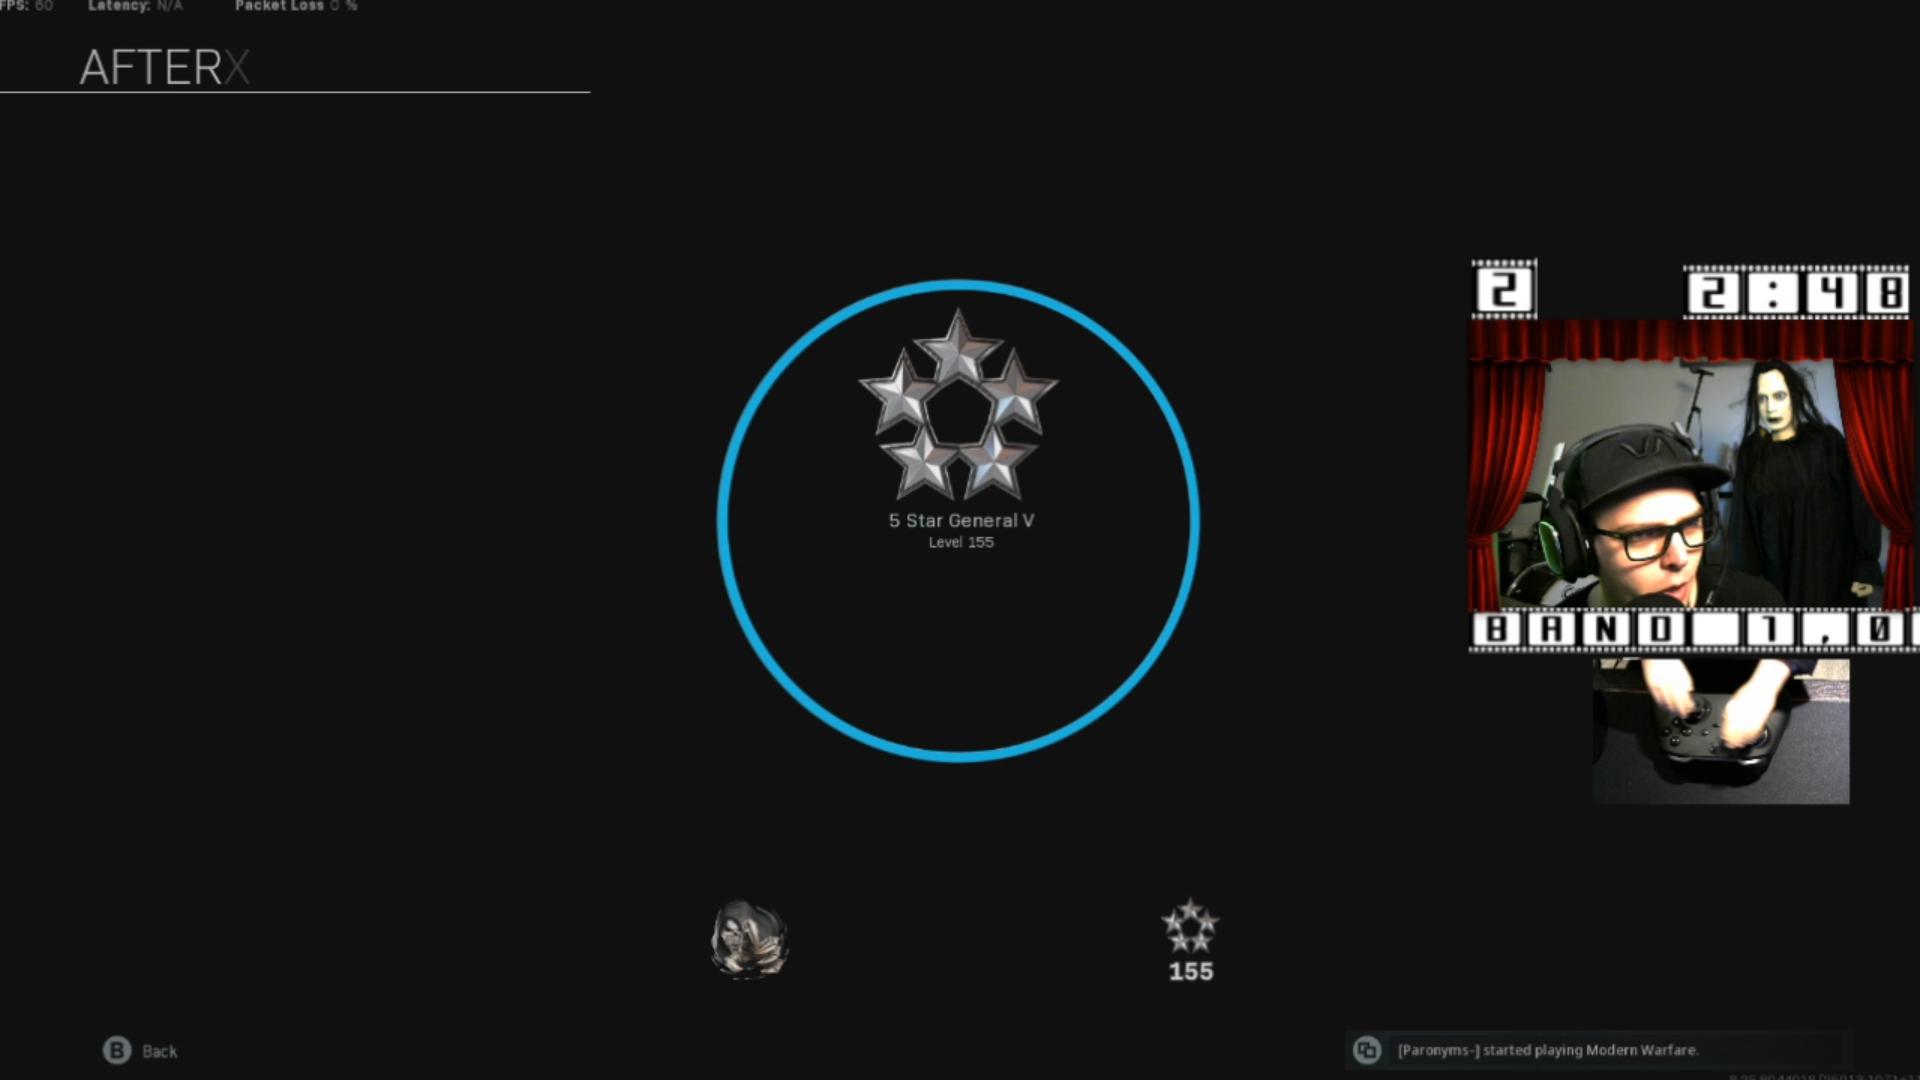 FPS: 60 Latency: N/A Packet Loss 0 %
AFTERX
2
2:48
5 Star General V
Level 155
BAND 1,0
155
B Back
[Paronyms-] started playing Modern Warfare.